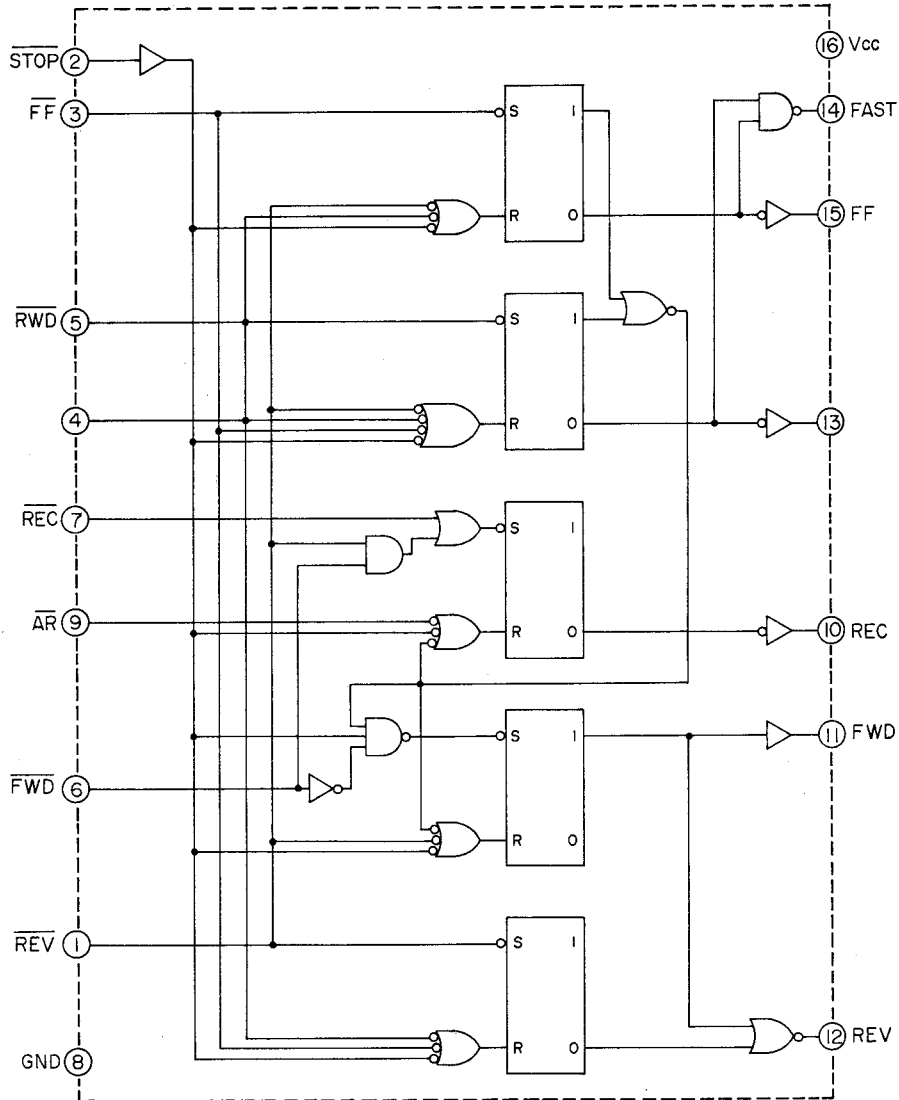 16 Vcc
STOP 2
FF 3
S 1
14 FAST
R 0
15 FF
RWD 5
S 1
4
R 0
13
REC 7
S 1
AR 9
R 0
10 REC
S 1
11 FWD
FWD 6
R 0
REV 1
S 1
R 0
12 REV
GND 8